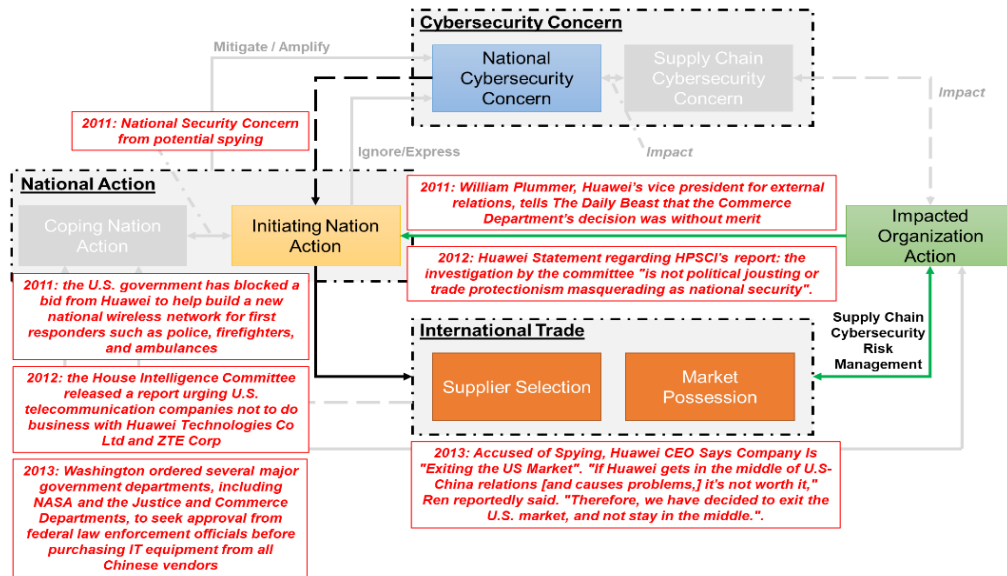 Cybersecurity Concern
Mitigate / Amplify
National
Cybersecurity
Concern
Supply Chain
Cybersecurity
Concern
Impact
Impact
2011: National Security Concern
from potential spying
Ignore/Express
National Action
Coping Nation
Action
Initiating Nation
Action
2011: William Plummer, Huawei's vice president for external
relations, tells The Daily Beast that the Commerce
Department's decision was without merit
Impacted
Organization
Action
2012: Huawei Statement regarding HPSCI's report: the
investigation by the committee "is not political jousting or
trade protectionism masquerading as national security".
2011: the U.S. government has blocked a
bid from Huawei to help build a new
national wireless network for first
responders such as police, firefighters,
and ambulances
International Trade
Supplier Selection
Market
Possession
Supply Chain
Cybersecurity
Risk
Management
2012: the House Intelligence Committee
released a report urging U.S.
telecommunication companies not to do
business with Huawei Technologies Co
Ltd and ZTE Corp
2013: Accused of Spying, Huawei CEO Says Company Is
"Exiting the US Market". "If Huawei gets in the middle of U.S-
China relations [and causes problems,] it's not worth it,"
Ren reportedly said. "Therefore, we have decided to exit the
U.S. market, and not stay in the middle.".
2013: Washington ordered several major
government departments, including
NASA and the Justice and Commerce
Departments, to seek approval from
federal law enforcement officials before
purchasing IT equipment from all
Chinese vendors